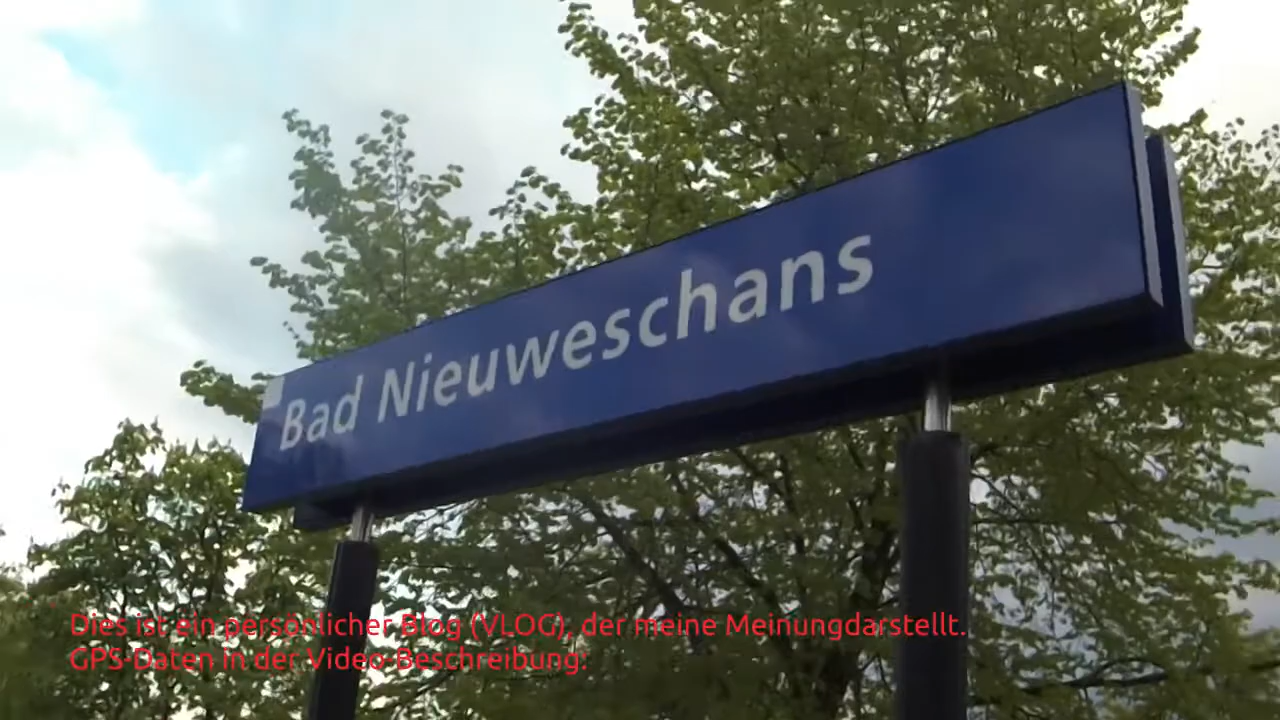 Bad Nieuweschans
Dies ist ein persönlicher Blog (VLOG), der meine Meinungdarstellt.
GPS-Daten in der Video-Beschreibung.